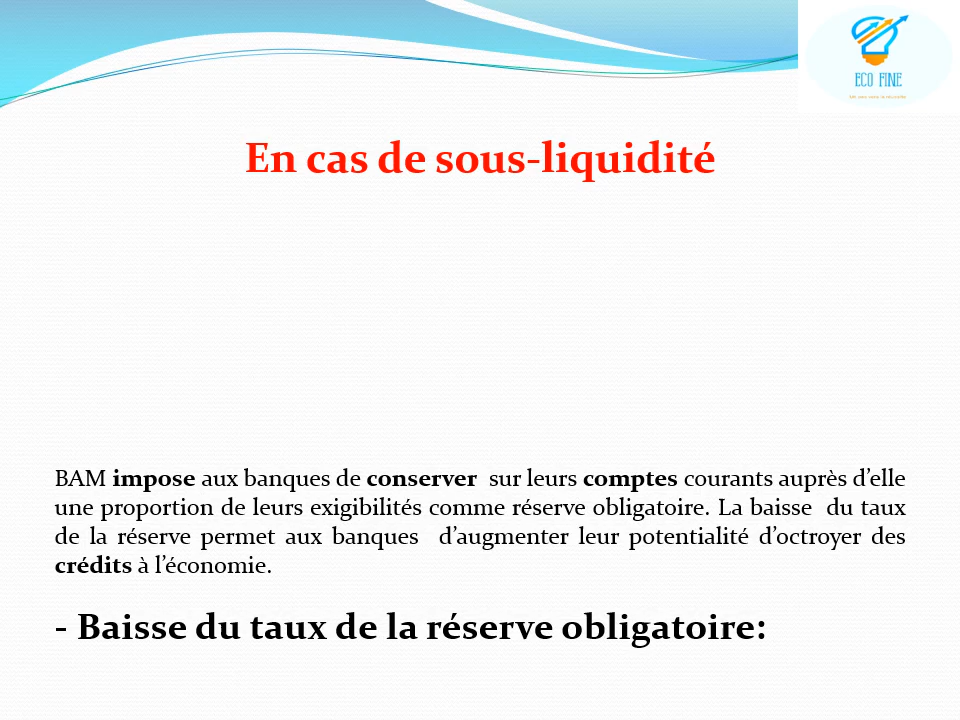 ECO FINE
En cas de sous-liquidité
BAM impose aux banques de conserver sur leurs comptes courants auprès d’elle
une proportion de leurs exigibilités comme réserve obligatoire. La baisse du taux
de la réserve permet aux banques d’augmenter leur potentialité d’octroyer des
crédits à l’économie.
- Baisse du taux de la réserve obligatoire: